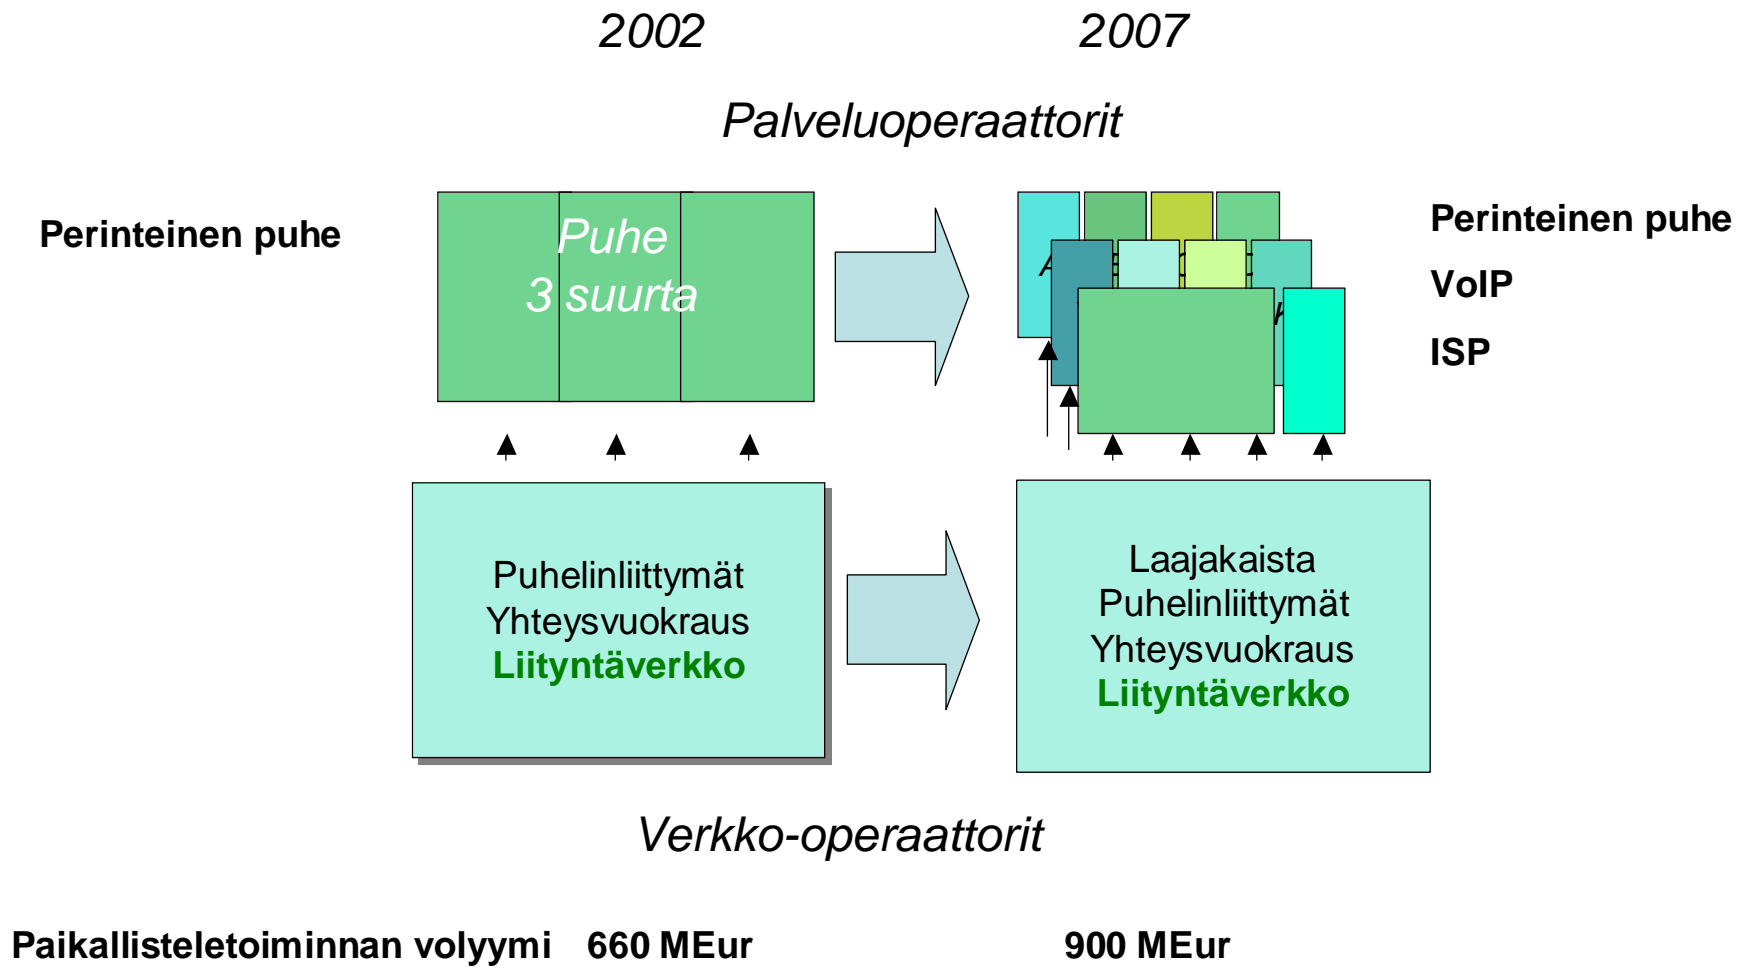 2002
2007
Palveluoperaattorit
Perinteinen puhe
Puhe
3 suurta
Perinteinen puhe
VoIP
ISP
Puhelinliittymät
Yhteysvuokraus
Liityntäverkko
Laajakaista
Puhelinliittymät
Yhteysvuokraus
Liityntäverkko
Verkko-operaattorit
Paikallisteletoiminnan volyymi 660 MEur 900 MEur